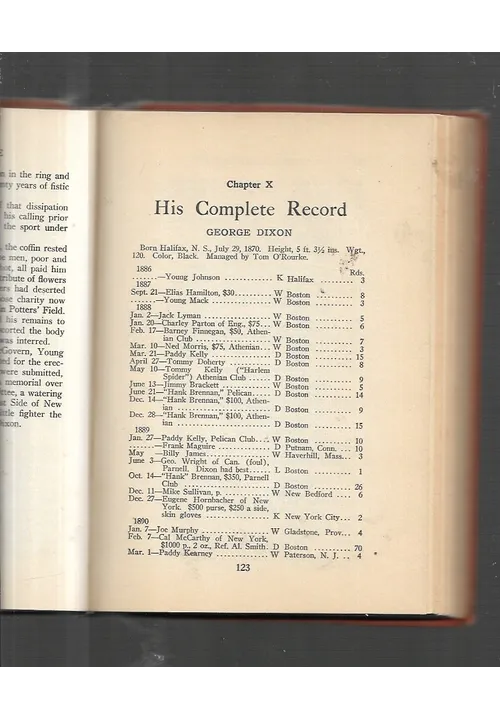 E
n in the ring and
nty years of fistic
that dissipation
his calling prior
the sport under
the coffin rested
e men, poor and
hot, all paid him
tribute of flowers
rs had deserted
ose charity now
n Potters' Field.
his remains to
corted the body
was interred.
Govern, Young
ed for the erec-
were submitted,
memorial over
ttee, a watering
st Side of New
ttle fighter the
ixon.
Chapter X
His Complete Record
GEORGE DIXON
Born Halifax, N. S., July 29, 1870. Height, 5 ft. 3½ ins. Wgt.,
120. Color, Black. Managed by Tom O'Rourke.
Rds.
1886
.......—Young Johnson ............ K Halifax ............ 3
1887
Sept. 21—Elias Hamilton, $30......... W Boston ............ 8
.......—Young Mack ............... W Boston ............ 3
1888
Jan. 2—Jack Lyman ............... W Boston ............ 5
Jan. 20—Charley Parton of Eng., $75... W Boston ............ 6
Feb. 17—Barney Finnegan, $50, Athen-
ian Club .................. W Boston ............ 7
Mar. 10—Ned Morris, $75, Athenian... W Boston ............ 3
Mar. 21—Paddy Kelly .............. D Boston ............ 15
April 27—Tommy Doherty ........... D Boston ............ 8
May 10—Tommy Kelly ("Harlem
Spider") Athenian Club ...... D Boston ............ 9
June 13—Jimmy Brackett ........... W Boston ............ 5
June 21—"Hank Brennan," Pelican..... D Boston ............ 14
Dec. 14—"Hank Brennan," $100, Athen-
ian ....................... D Boston ............ 9
Dec. 28—"Hank Brennan," $100, Athen-
ian ....................... D Boston ............ 15
1889
Jan. 27—Paddy Kelly, Pelican Club.... W Boston ............ 10
.......—Frank Maguire ............ D Putnam, Conn. ... 10
May —Billy James................ W Haverhill, Mass. . 3
June 3—Geo. Wright of Can. (foul),
Parnell. Dixon had best...... L Boston ............ 1
Oct. 14—"Hank" Brennan, $350, Parnell
Club ...................... D Boston ............ 26
Dec. 11—Mike Sullivan, p. .......... W New Bedford .... 6
Dec. 27—Eugene Hornbacher of New
York. $500 purse, $250 a side,
skin gloves ................ K New York City... 2
1890
Jan. 7—Joe Murphy ............... W Gladstone, Prov... 4
Feb. 7—Cal McCarthy of New York,
$1000 p., 2 oz., Ref. Al. Smith. D Boston ............ 70
Mar. 1—Paddy Kearney ............ W Paterson, N. J. .. 4
123